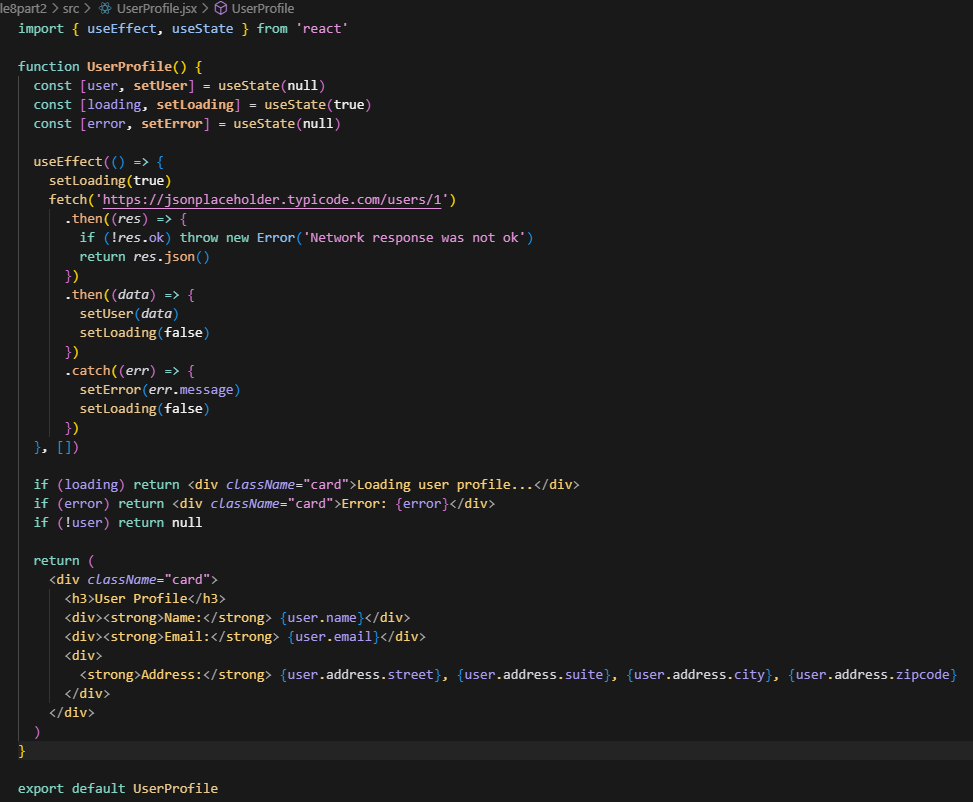 le8part2 > src > UserProfile.jsx > UserProfile
import { useEffect, useState } from 'react'
function UserProfile() {
const [user, setUser] = useState(null)
const [loading, setLoading] = useState(true)
const [error, setError] = useState(null)
useEffect(() => {
setLoading(true)
fetch('https://jsonplaceholder.typicode.com/users/1')
.then((res) => {
if (!res.ok) throw new Error('Network response was not ok')
return res.json()
})
.then((data) => {
setUser(data)
setLoading(false)
})
.catch((err) => {
setError(err.message)
setLoading(false)
})
}, [])
if (loading) return <div className="card">Loading user profile...</div>
if (error) return <div className="card">Error: {error}</div>
if (!user) return null
return (
<div className="card">
<h3>User Profile</h3>
<div><strong>Name:</strong> {user.name}</div>
<div><strong>Email:</strong> {user.email}</div>
<div>
<strong>Address:</strong> {user.address.street}, {user.address.suite}, {user.address.city}, {user.address.zipcode}
</div>
</div>
)
}
export default UserProfile